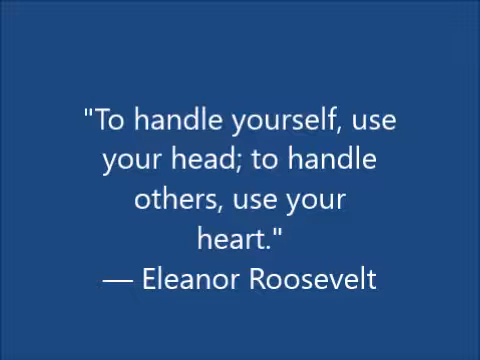 "To handle yourself, use
your head; to handle
others, use your
heart."
— Eleanor Roosevelt